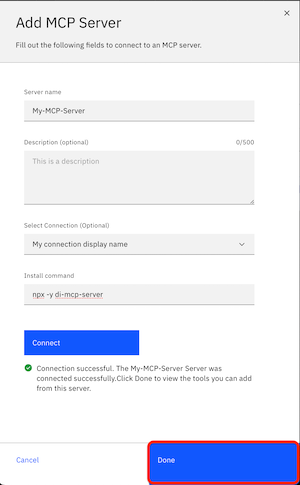 Add MCP Server
Fill out the following fields to connect to an MCP server.
Server name
My-MCP-Server
Description (optional)
0/500
This is a description
Select Connection (Optional)
My connection display name
Install command
npx -y di-mcp-server
Connect
Connection successful. The My-MCP-Server Server was
connected successfully.Click Done to view the tools you can add
from this server.
Cancel
Done